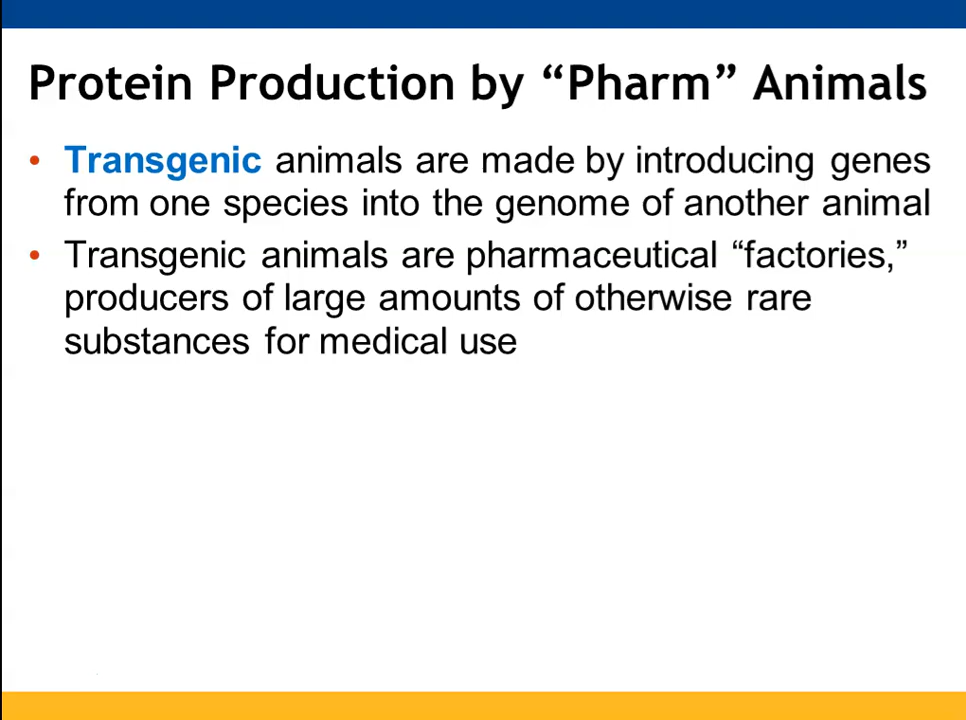 Protein Production by “Pharm” Animals
• Transgenic animals are made by introducing genes
from one species into the genome of another animal
• Transgenic animals are pharmaceutical “factories,”
producers of large amounts of otherwise rare
substances for medical use